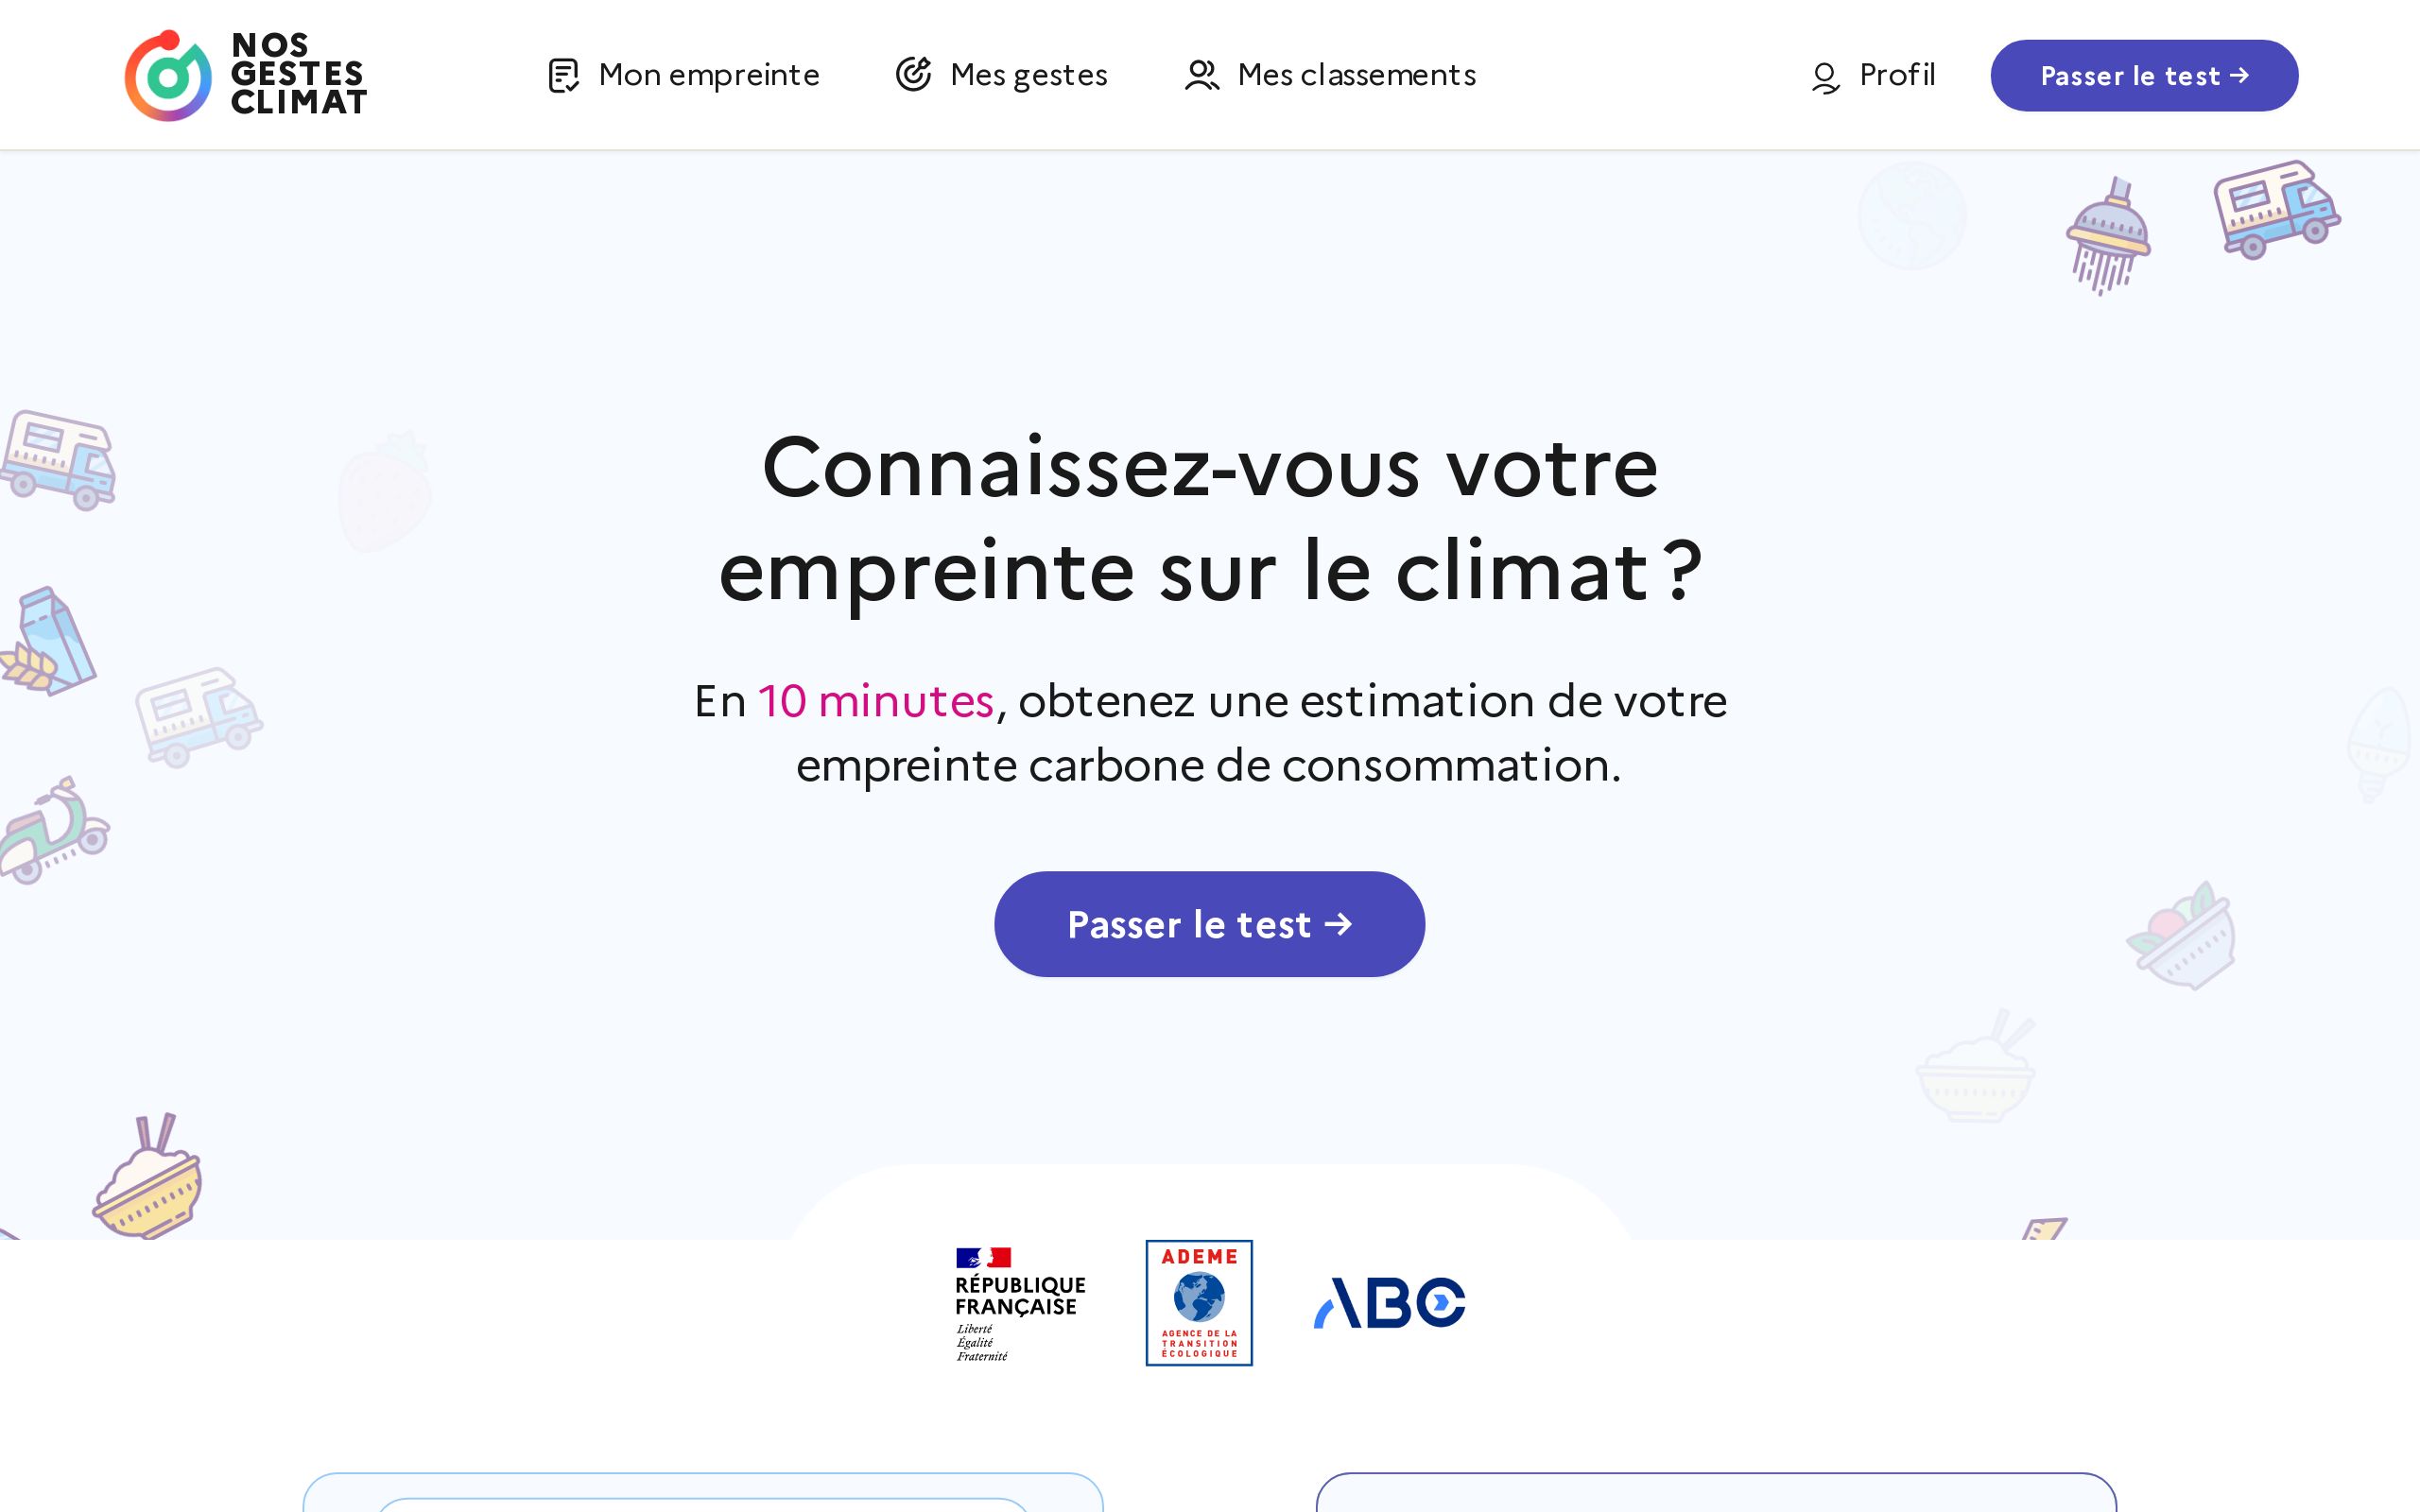 NOS
GESTES
CLIMAT
Mon empreinte
Mes gestes
Mes classements
Profil
Passer le test →
Connaissez-vous votre
empreinte sur le climat ?
En 10 minutes, obtenez une estimation de votre
empreinte carbone de consommation.
Passer le test →
RÉPUBLIQUE
FRANÇAISE
Liberté
Égalité
Fraternité
ADEME
AGENCE DE LA
TRANSITION
ÉCOLOGIQUE
ABC